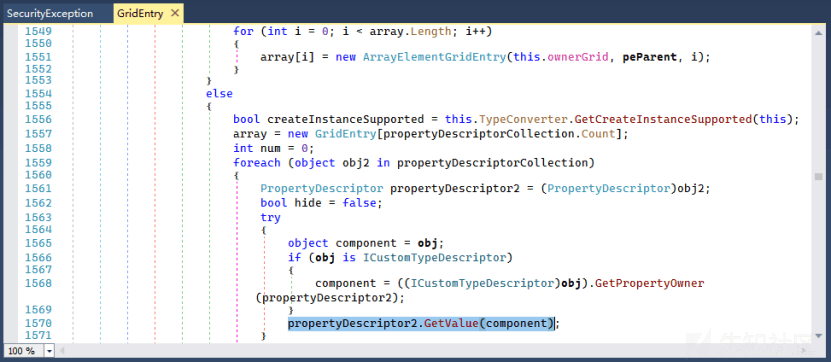 SecurityException GridEntry ✕
1549 for (int i = 0; i < array.Length; i++)
1550 {
1551 array[i] = new ArrayElementGridEntry(this.ownerGrid, peParent, i);
1552 }
1553 }
1554 else
1555 {
1556 bool createInstanceSupported = this.TypeConverter.GetCreateInstanceSupported(this);
1557 array = new GridEntry[propertyDescriptorCollection.Count];
1558 int num = 0;
1559 foreach (object obj2 in propertyDescriptorCollection)
1560 {
1561 PropertyDescriptor propertyDescriptor2 = (PropertyDescriptor)obj2;
1562 bool hide = false;
1563 try
1564 {
1565 object component = obj;
1566 if (obj is ICustomTypeDescriptor)
1567 {
1568 component = ((ICustomTypeDescriptor)obj).GetPropertyOwner
(propertyDescriptor2);
1569 }
1570 propertyDescriptor2.GetValue(component);
1571 }
100 %